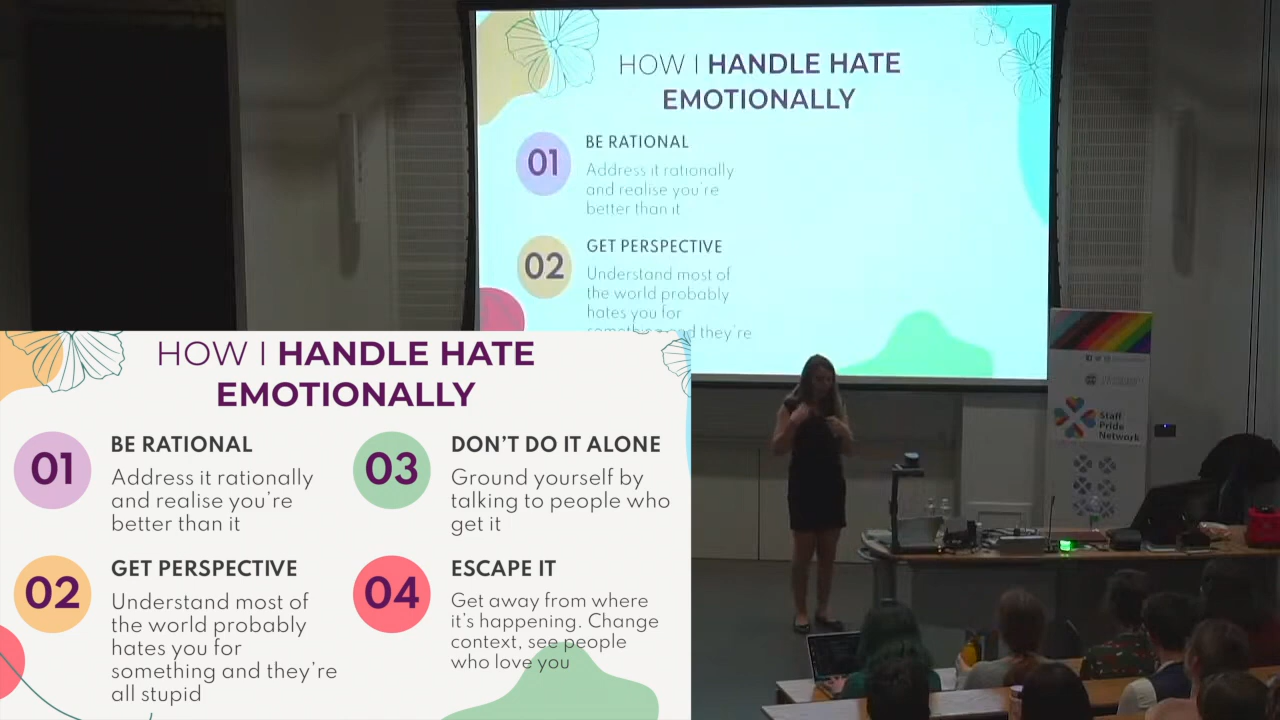 HOW I HANDLE HATE
EMOTIONALLY
01
BE RATIONAL
Address it rationally
and realise you're
better than it
02
GET PERSPECTIVE
Understand most of
the world probably
hates you for
something and they're
HOW I HANDLE HATE
EMOTIONALLY
01
BE RATIONAL
Address it rationally
and realise you're
better than it
02
GET PERSPECTIVE
Understand most of
the world probably
hates you for
something and they're
all stupid
03
DON'T DO IT ALONE
Ground yourself by
talking to people who
get it
04
ESCAPE IT
Get away from where
it's happening. Change
context, see people
who love you
Staff
Pride
Network